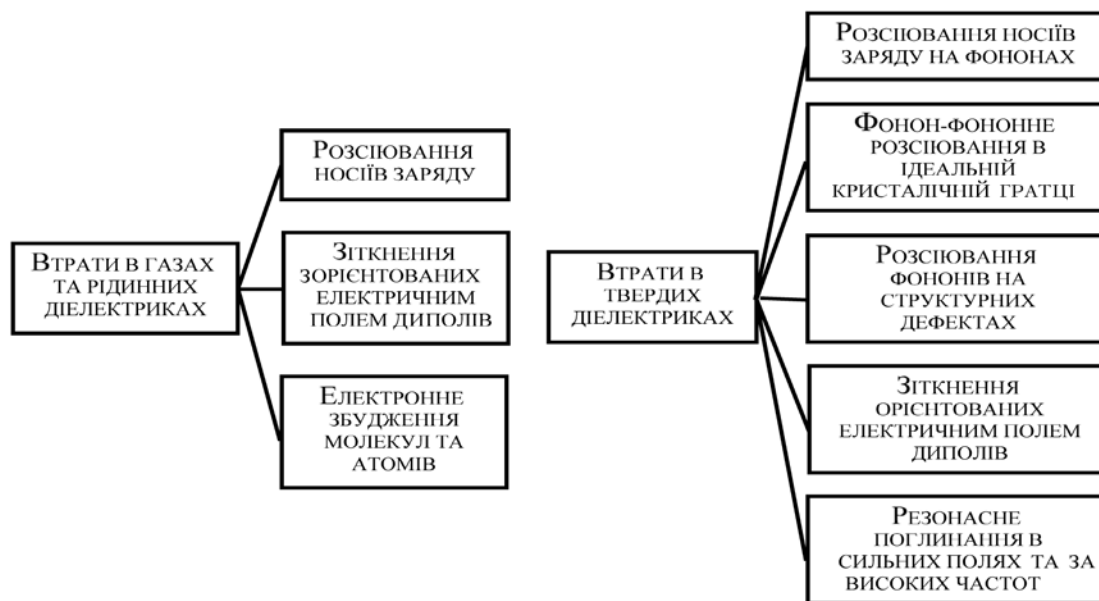 Втрати в газах
та рідинних
діелектриках
Розсіювання
носіїв заряду
Зіткнення
зорієнтованих
електричним
полем диполів
Електронне
збудження
молекул та
атомів
Втрати в
твердих
діелектриках
Розсіювання носіїв
заряду на фононах
Фонон-фононне
розсіювання в
ідеальній
кристалічній гратці
Розсіювання
фононів на
структурних
дефектах
Зіткнення
орієнтованих
електричним полем
диполів
Резонасне
поглинання в
сильних полях та за
високих частот